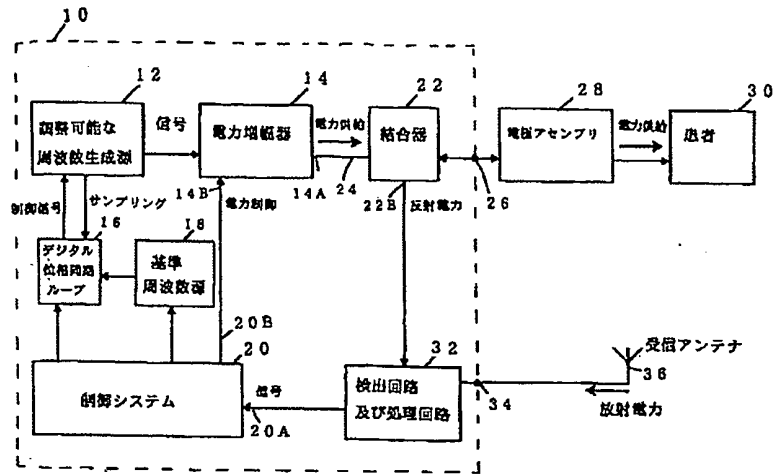 10
12
調整可能な
周波数生成源
信号
14
電力増幅器
電力供給
22
結合器
28
電極アセンブリ
電力供給
30
患者
14B
電力制御
14A
24
22B
反射電力
26
制御信号
サンプリング
16
デジタル
位相同路
ループ
18
基準
周波数源
20B
20
制御システム
信号
20A
32
検出回路
及び処理回路
34
受信アンテナ
36
放射電力